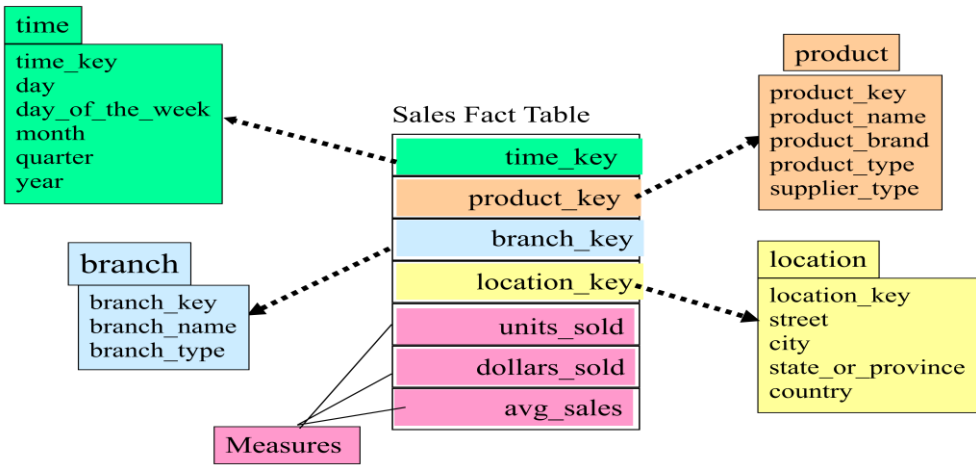 time
time_key
day
day_of_the_week
month
quarter
year
Sales Fact Table
time_key
product_key
branch_key
location_key
units_sold
dollars_sold
avg_sales
product
product_key
product_name
product_brand
product_type
supplier_type
branch
branch_key
branch_name
branch_type
location
location_key
street
city
state_or_province
country
Measures